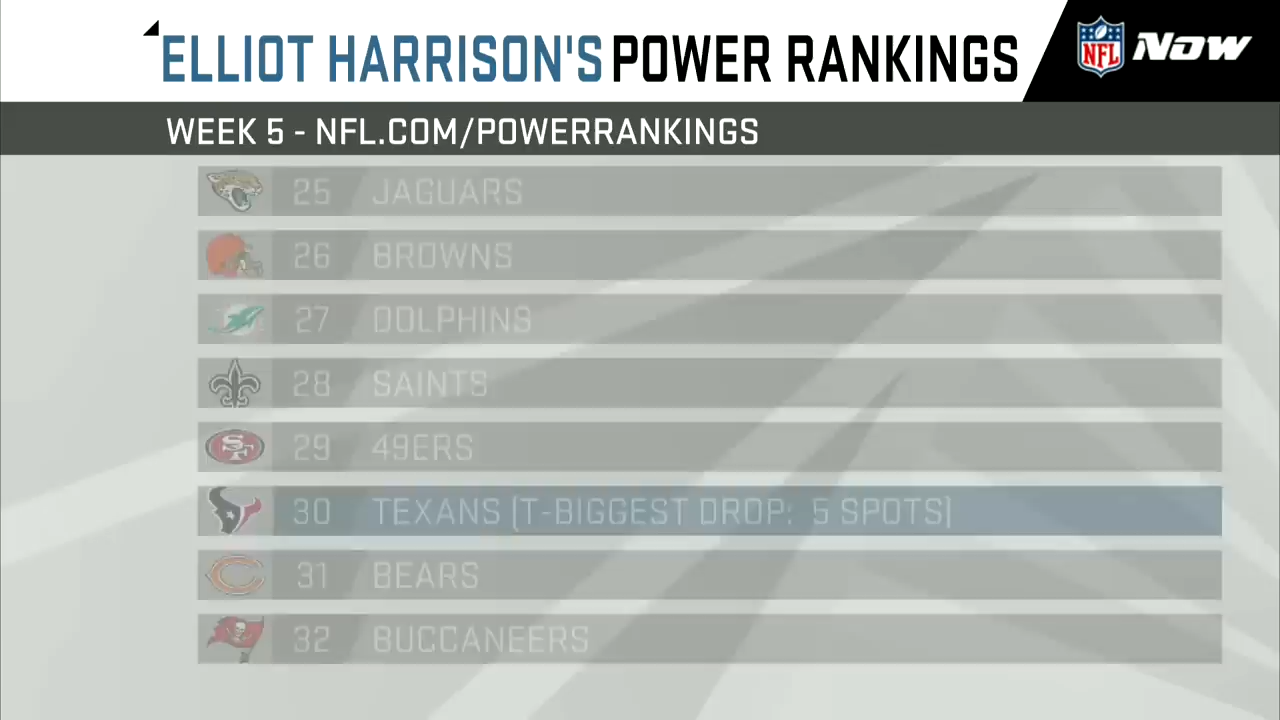 ELLIOT HARRISON'S POWER RANKINGS
NFL NOW
WEEK 5 - NFL.COM/POWERRANKINGS
25 JAGUARS
26 BROWNS
27 DOLPHINS
28 SAINTS
SF 29 49ERS
30 TEXANS (T-BIGGEST DROP: 5 SPOTS)
31 BEARS
32 BUCCANEERS